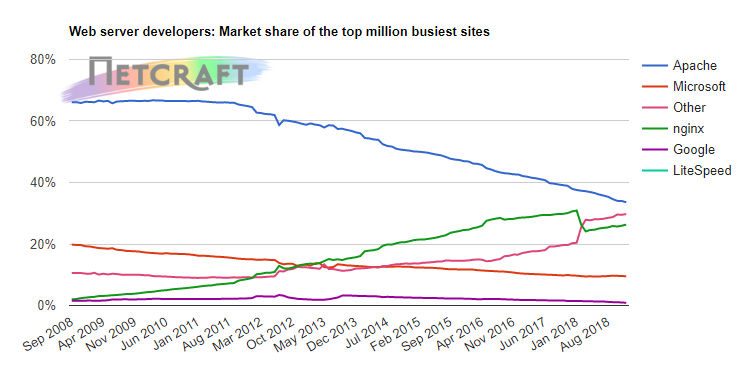 Web server developers: Market share of the top million busiest sites
NETCRAFT
80%
60%
40%
20%
0%
Sep 2008
Apr 2009
Nov 2009
Jun 2010
Jan 2011
Aug 2011
Mar 2012
Oct 2012
May 2013
Dec 2013
Jul 2014
Feb 2015
Sep 2015
Apr 2016
Nov 2016
Jun 2017
Jan 2018
Aug 2018
Apache
Microsoft
Other
nginx
Google
LiteSpeed